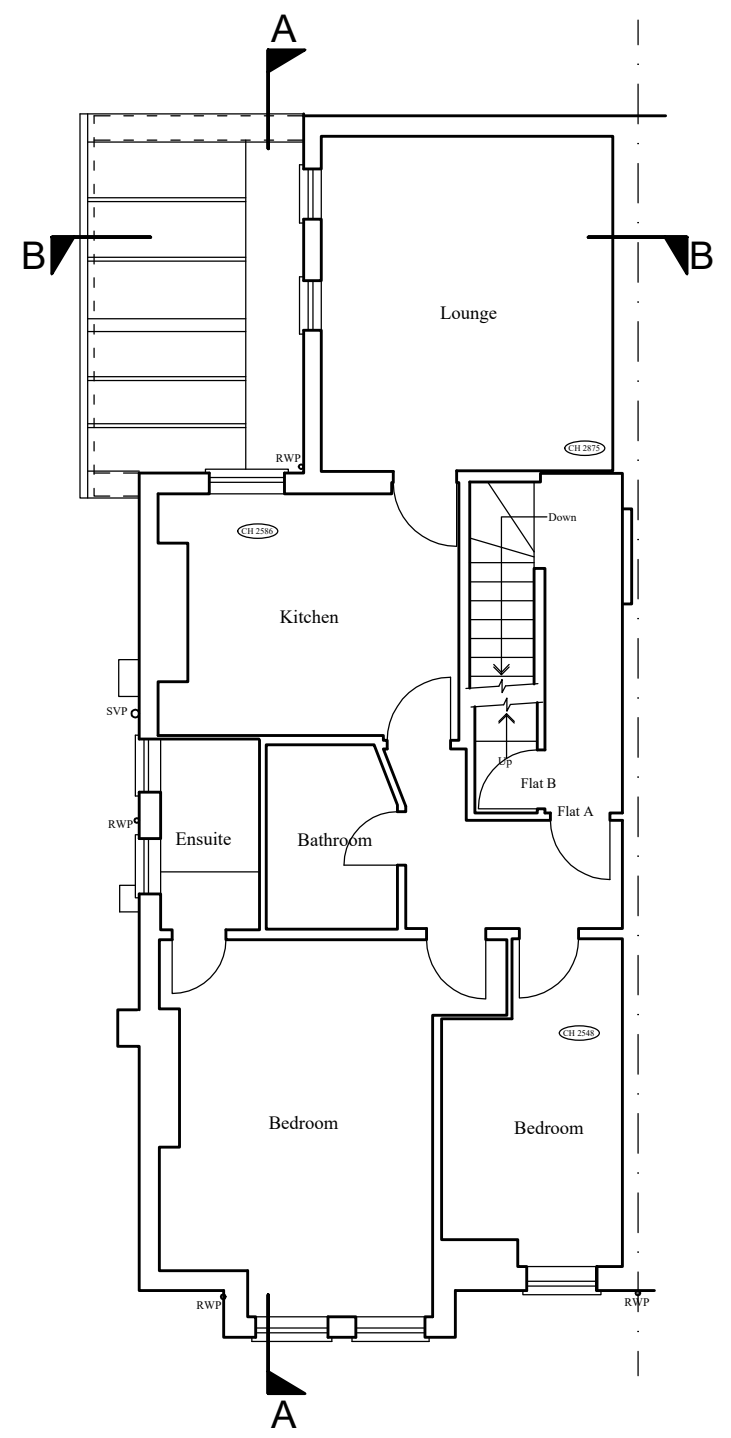 A
B
B
Lounge
CH 2875
RWP
CH 2586
Down
Kitchen
SVP
Up
Flat B
Flat A
RWP
Ensuite
Bathroom
CH 2548
Bedroom
Bedroom
RWP
RWP
A